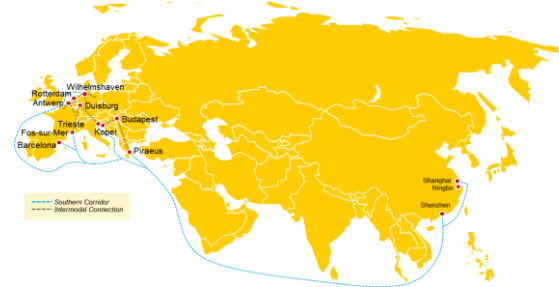 Wilhelmshaven
Rotterdam
Antwerp
Duisburg
Trieste
Budapest
Fos-sur-Mer
Koper
Barcelona
Piraeus
Shanghai
Ningbo
Shenzhen
Southern Corridor
Intermodal Connection